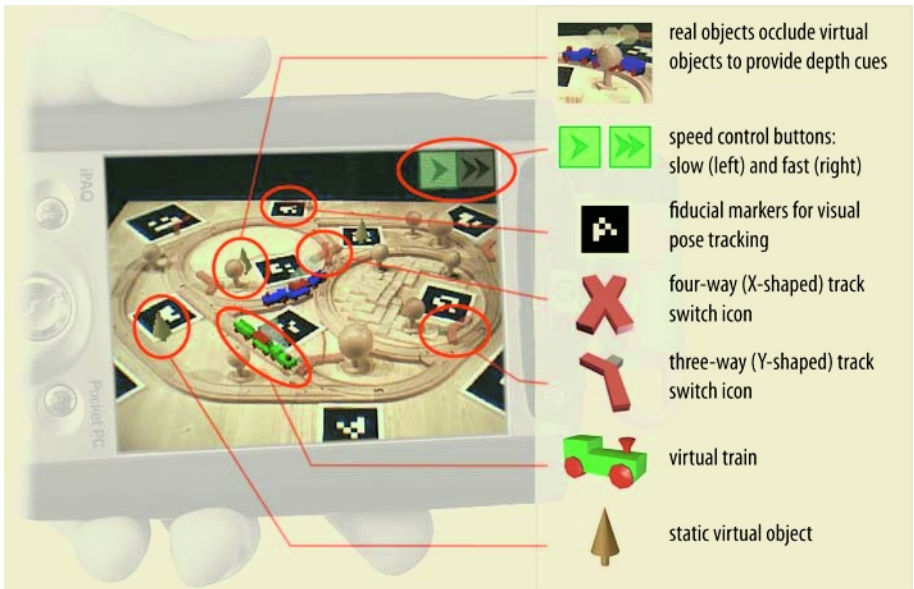 real objects occlude virtual
objects to provide depth cues
speed control buttons:
slow (left) and fast (right)
fiducial markers for visual
pose tracking
four-way (X-shaped) track
switch icon
three-way (Y-shaped) track
switch icon
virtual train
static virtual object
iPAQ
Pocket PC